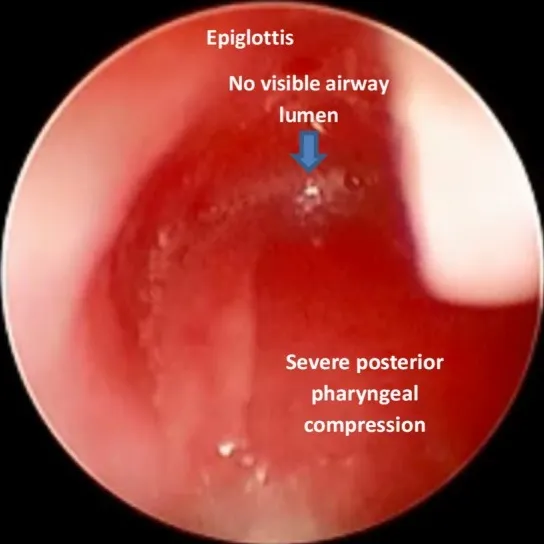 Epiglottis
No visible airway
lumen
Severe posterior
pharyngeal
compression